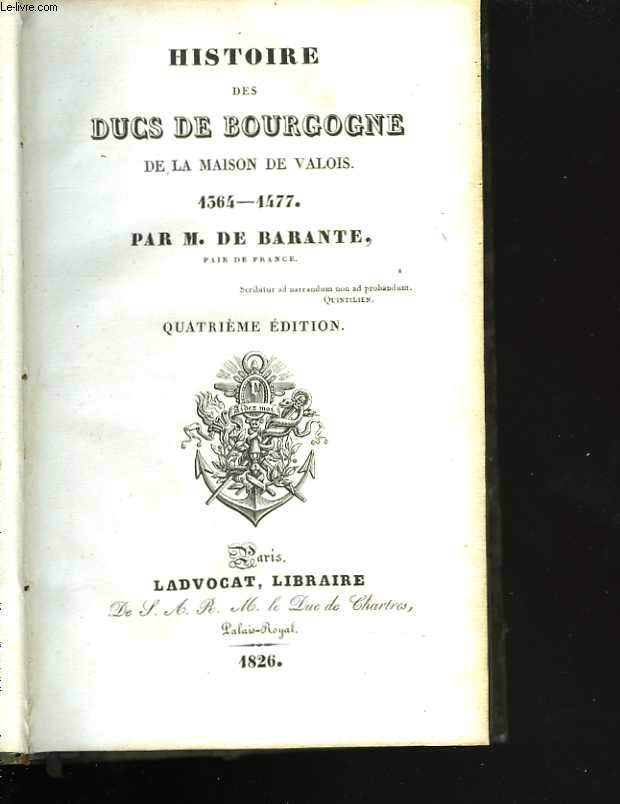 © Le-livre.com
HISTOIRE
DES
DUCS DE BOURGOGNE
DE LA MAISON DE VALOIS.
1364—1477.
PAR M. DE BARANTE,
PAIR DE FRANCE.
Scribitur ad narrandum non ad probandum.
QUINTILIEN.
QUATRIÈME ÉDITION.
Aidez moi
Paris,
LADVOCAT, LIBRAIRE
De S. A. R. M. le Duc de Chartres,
Palais-Royal.
1826.